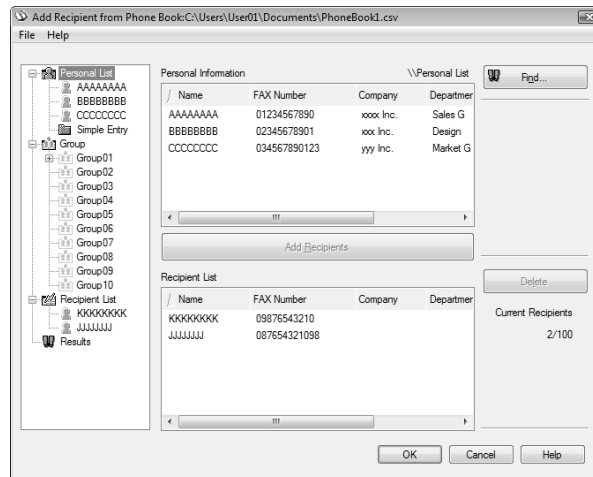 Add Recipient from Phone Book:C:\Users\User01\Documents\PhoneBook1.csv
File Help
Personal List
AAAAAAAA
BBBBBBBB
CCCCCCCC
Simple Entry
Group
Group01
Group02
Group03
Group04
Group05
Group06
Group07
Group08
Group09
Group10
Recipient List
KKKKKKKK
JJJJJJJJ
Results
Personal Information \\Personal List
Name FAX Number Company Departmer
AAAAAAAA 01234567890 xxxx Inc. Sales G
BBBBBBBB 02345678901 xxx Inc. Design
CCCCCCCC 034567890123 yyy Inc. Market G
Add Recipients
Recipient List
Name FAX Number Company Departmer
KKKKKKKK 09876543210
JJJJJJJJ 087654321098
Find...
Delete
Current Recipients
2/100
OK Cancel Help